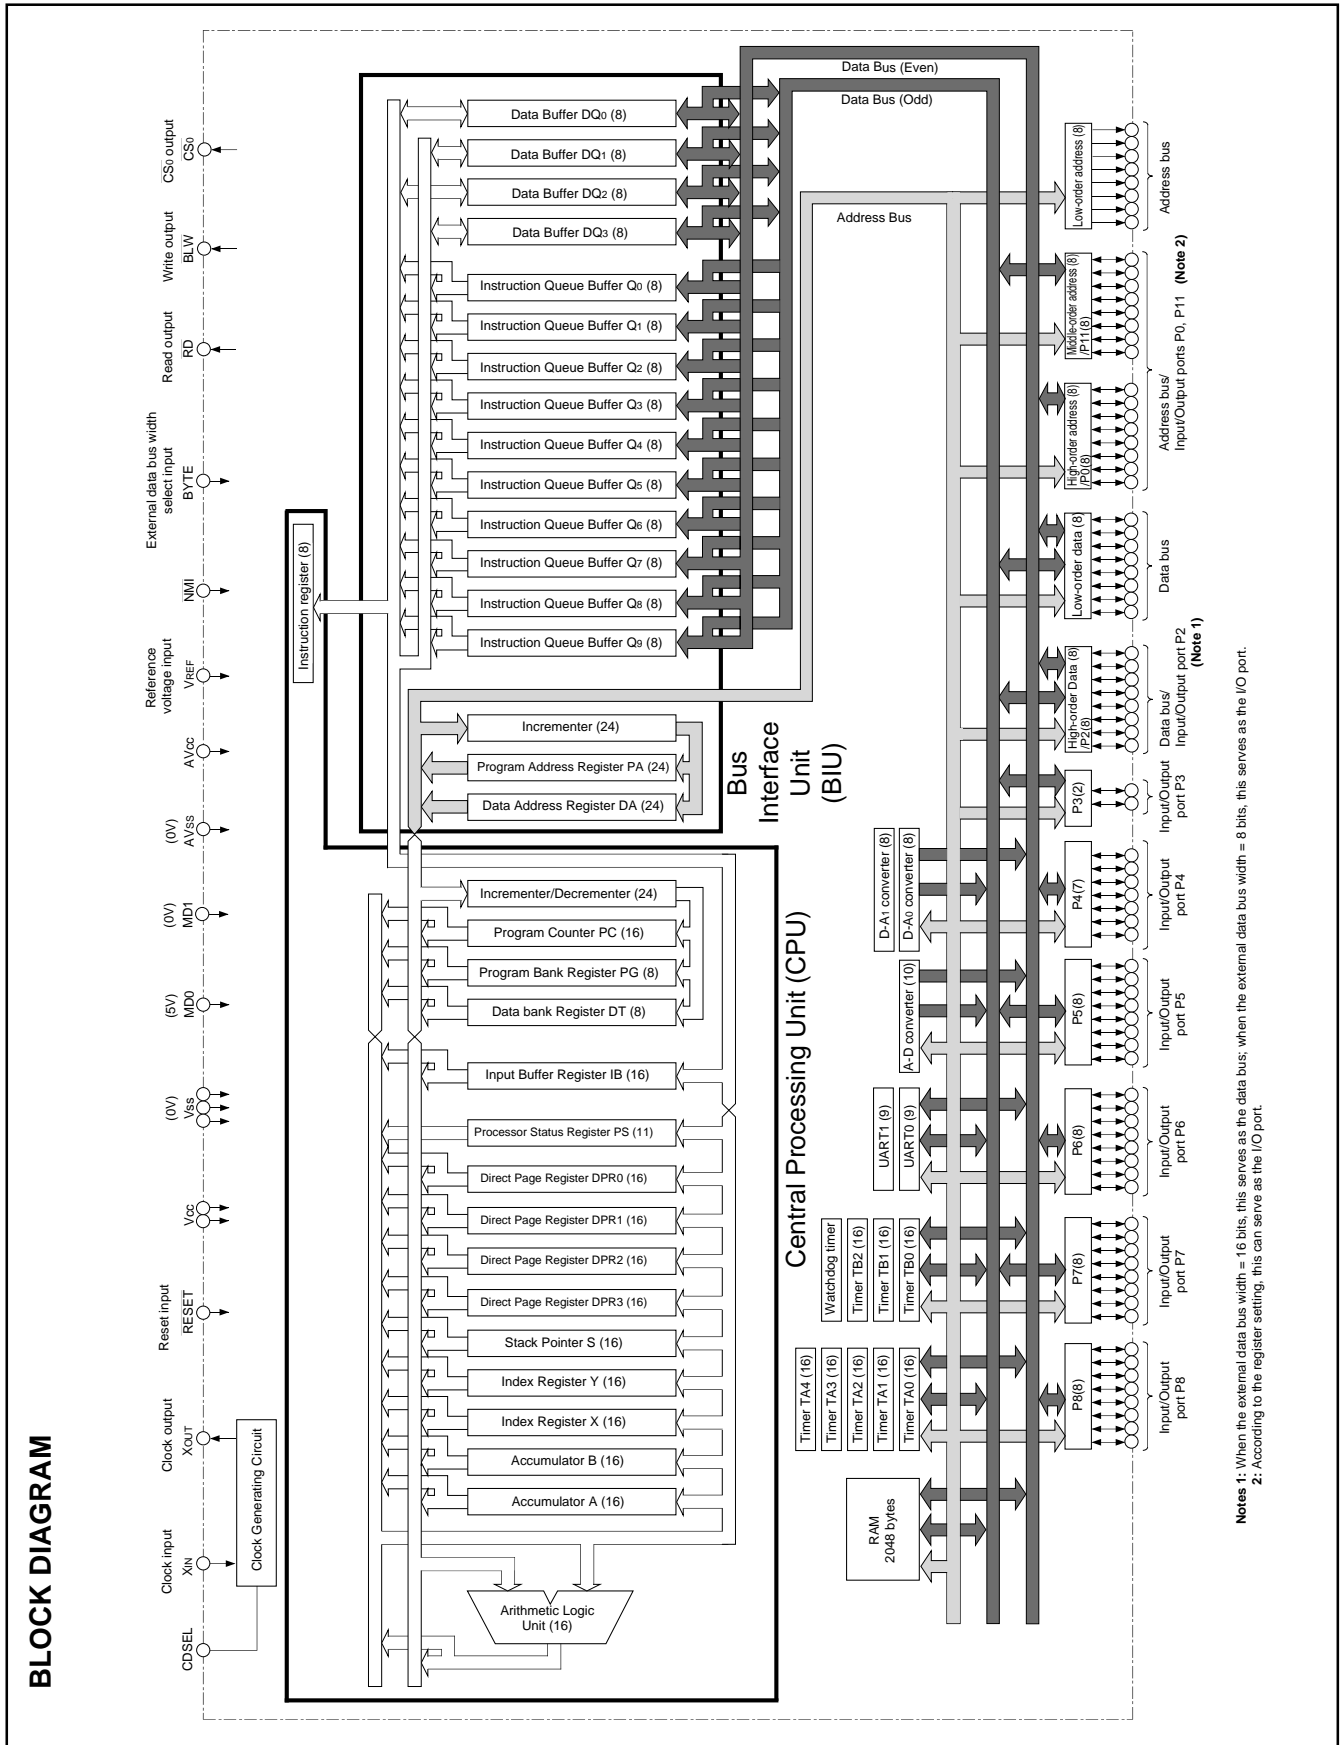 BLOCK DIAGRAM
CDSEL
Clock input
XIN
Clock output
XOUT
Clock Generating Circuit
Reset input
RESET
Vcc
(0V)
Vss
(5V)
MD0
(0V)
MD1
(0V)
AVss
AVcc
Reference
voltage input
VREF
NMI
External data bus width
select input
BYTE
Read output
RD
Write output
BLW
CS0 output
CS0
Instruction register (8)
Data Buffer DQ0 (8)
Data Buffer DQ1 (8)
Data Buffer DQ2 (8)
Data Buffer DQ3 (8)
Instruction Queue Buffer Q0 (8)
Instruction Queue Buffer Q1 (8)
Instruction Queue Buffer Q2 (8)
Instruction Queue Buffer Q3 (8)
Instruction Queue Buffer Q4 (8)
Instruction Queue Buffer Q5 (8)
Instruction Queue Buffer Q6 (8)
Instruction Queue Buffer Q7 (8)
Instruction Queue Buffer Q8 (8)
Instruction Queue Buffer Q9 (8)
Incrementer (24)
Program Address Register PA (24)
Data Address Register DA (24)
Bus
Interface
Unit
(BIU)
Incrementer/Decrementer (24)
Program Counter PC (16)
Program Bank Register PG (8)
Data bank Register DT (8)
Input Buffer Register IB (16)
Processor Status Register PS (11)
Direct Page Register DPR0 (16)
Direct Page Register DPR1 (16)
Direct Page Register DPR2 (16)
Direct Page Register DPR3 (16)
Stack Pointer S (16)
Index Register Y (16)
Index Register X (16)
Accumulator B (16)
Accumulator A (16)
Arithmetic Logic
Unit (16)
Central Processing Unit (CPU)
Data Bus (Even)
Data Bus (Odd)
Address Bus
RAM
2048 bytes
Timer TA4 (16)
Timer TA3 (16)
Timer TA2 (16)
Timer TA1 (16)
Timer TA0 (16)
Watchdog timer
Timer TB2 (16)
Timer TB1 (16)
Timer TB0 (16)
UART1 (9)
UART0 (9)
A-D converter (10)
D-A1 converter (8)
D-A0 converter (8)
P8(8)
P7(8)
P6(8)
P5(8)
P4(7)
P3(2)
High-order Data (8)
/P2(8)
Low-order data (8)
High-order address (8)
/P0(8)
Middle-order address (8)
/P11(8)
Low-order address (8)
Input/Output
port P8
Input/Output
port P7
Input/Output
port P6
Input/Output
port P5
Input/Output
port P4
Input/Output
port P3
Data bus/
Input/Output port P2
(Note 1)
Data bus
Address bus/
Input/Output ports P0, P11 (Note 2)
Address bus
Notes 1: When the external data bus width = 16 bits, this serves as the data bus; when the external data bus width = 8 bits, this serves as the I/O port.
2: According to the register setting, this can serve as the I/O port.